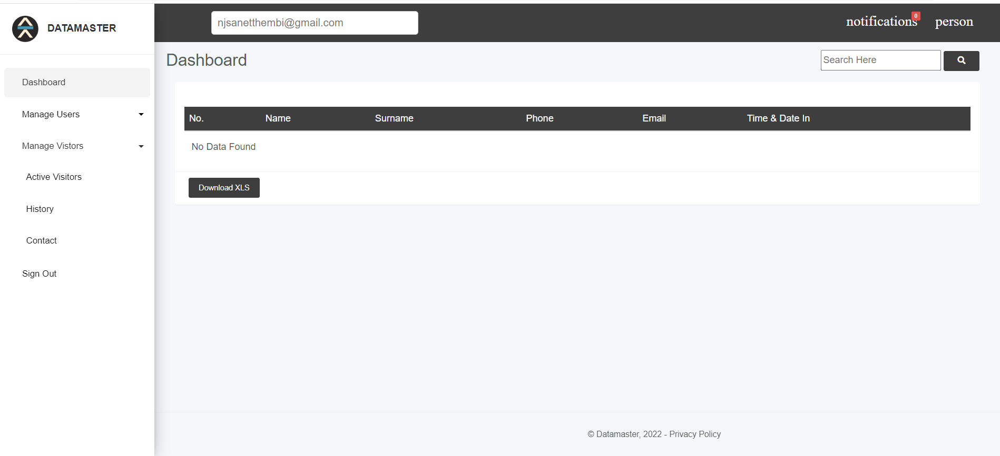 DATAMASTER
njsanetthembi@gmail.com
notifications
0
person
Dashboard
Search Here
Dashboard
Manage Users
Manage Vistors
Active Visitors
History
Contact
Sign Out
No. Name Surname Phone Email Time & Date In
No Data Found
Download XLS
© Datamaster, 2022 - Privacy Policy